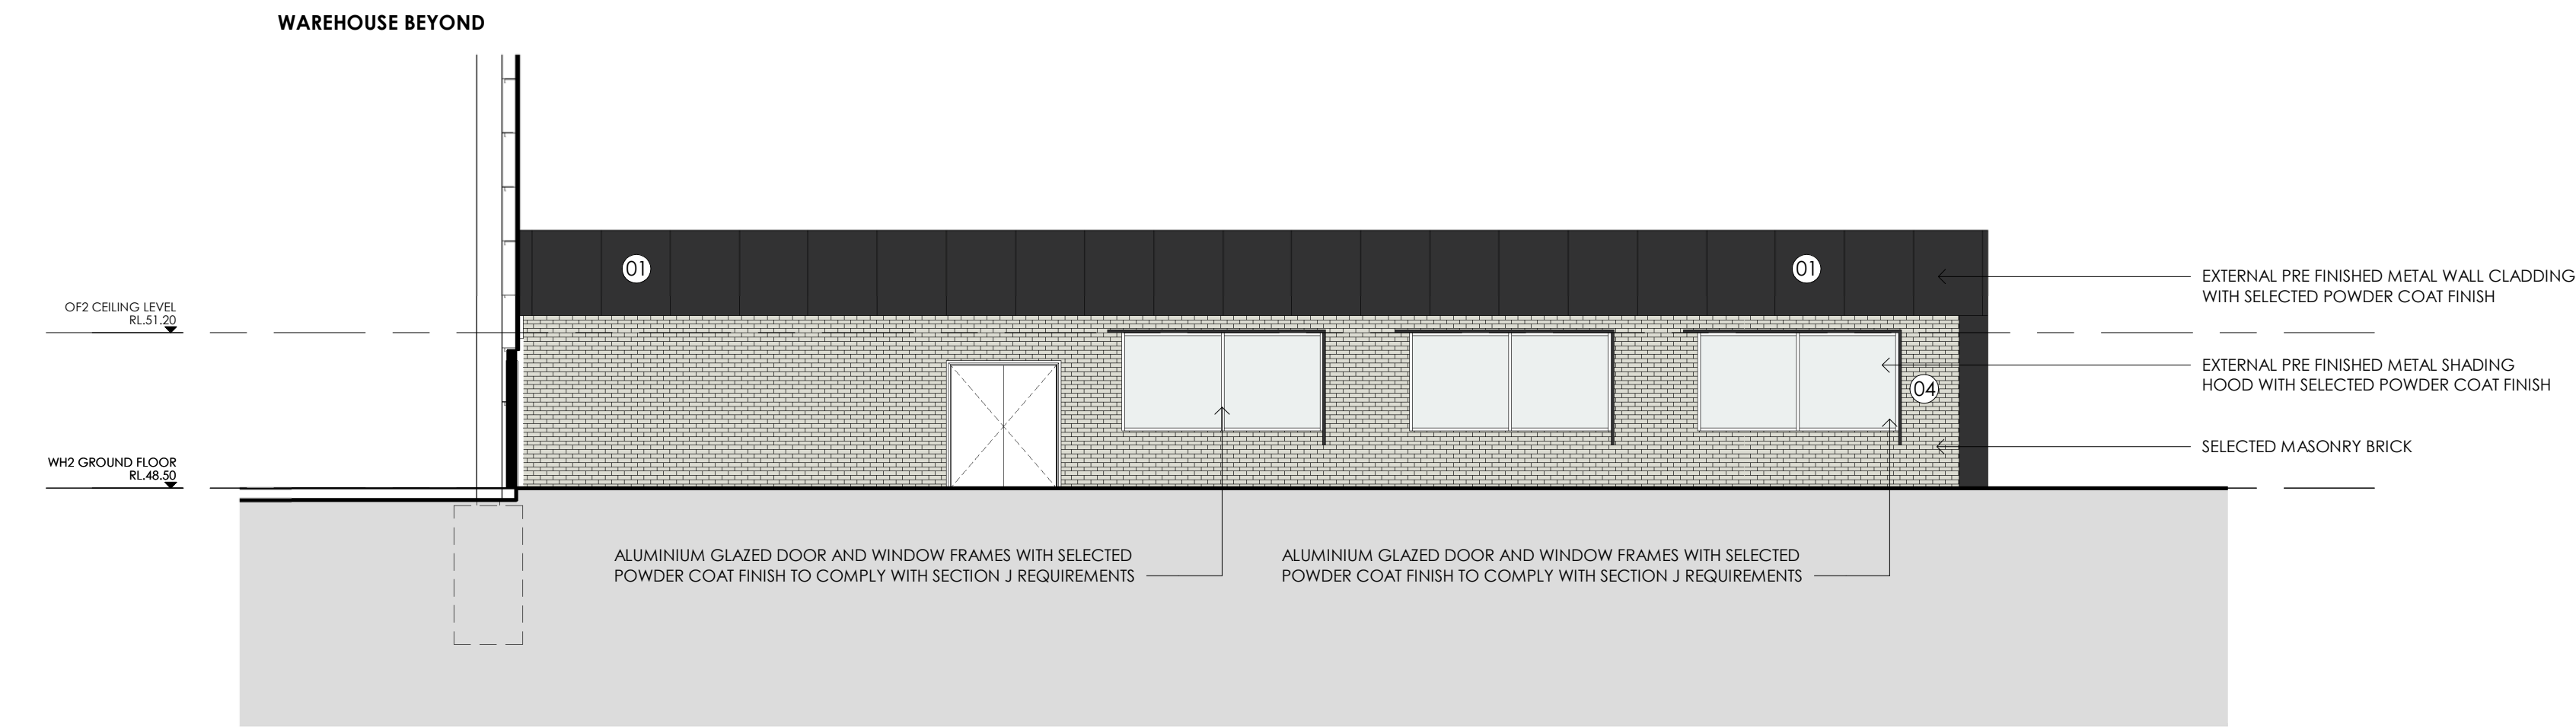 WAREHOUSE BEYOND
01
01
EXTERNAL PRE FINISHED METAL WALL CLADDING
WITH SELECTED POWDER COAT FINISH
OF2 CEILING LEVEL
RL.51.20
EXTERNAL PRE FINISHED METAL SHADING
HOOD WITH SELECTED POWDER COAT FINISH
04
SELECTED MASONRY BRICK
WH2 GROUND FLOOR
RL.48.50
ALUMINIUM GLAZED DOOR AND WINDOW FRAMES WITH SELECTED
POWDER COAT FINISH TO COMPLY WITH SECTION J REQUIREMENTS
ALUMINIUM GLAZED DOOR AND WINDOW FRAMES WITH SELECTED
POWDER COAT FINISH TO COMPLY WITH SECTION J REQUIREMENTS